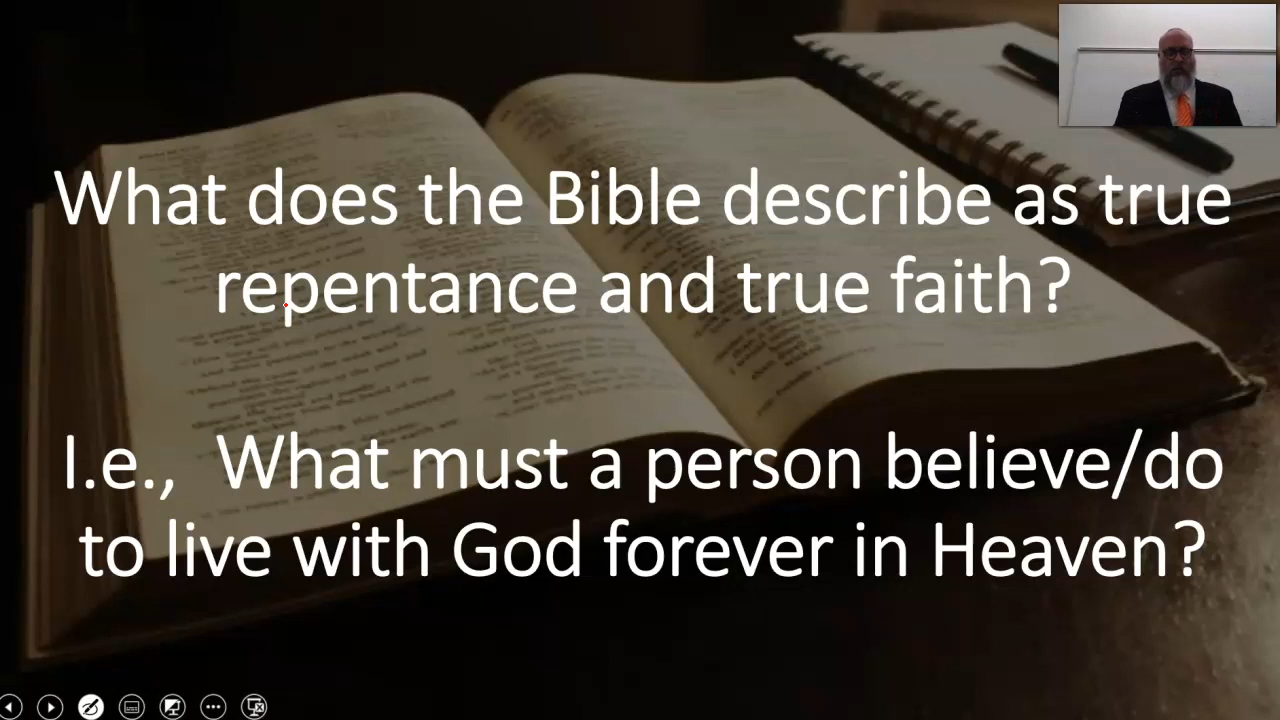 What does the Bible describe as true
repentance and true faith?
I.e., What must a person believe/do
to live with God forever in Heaven?